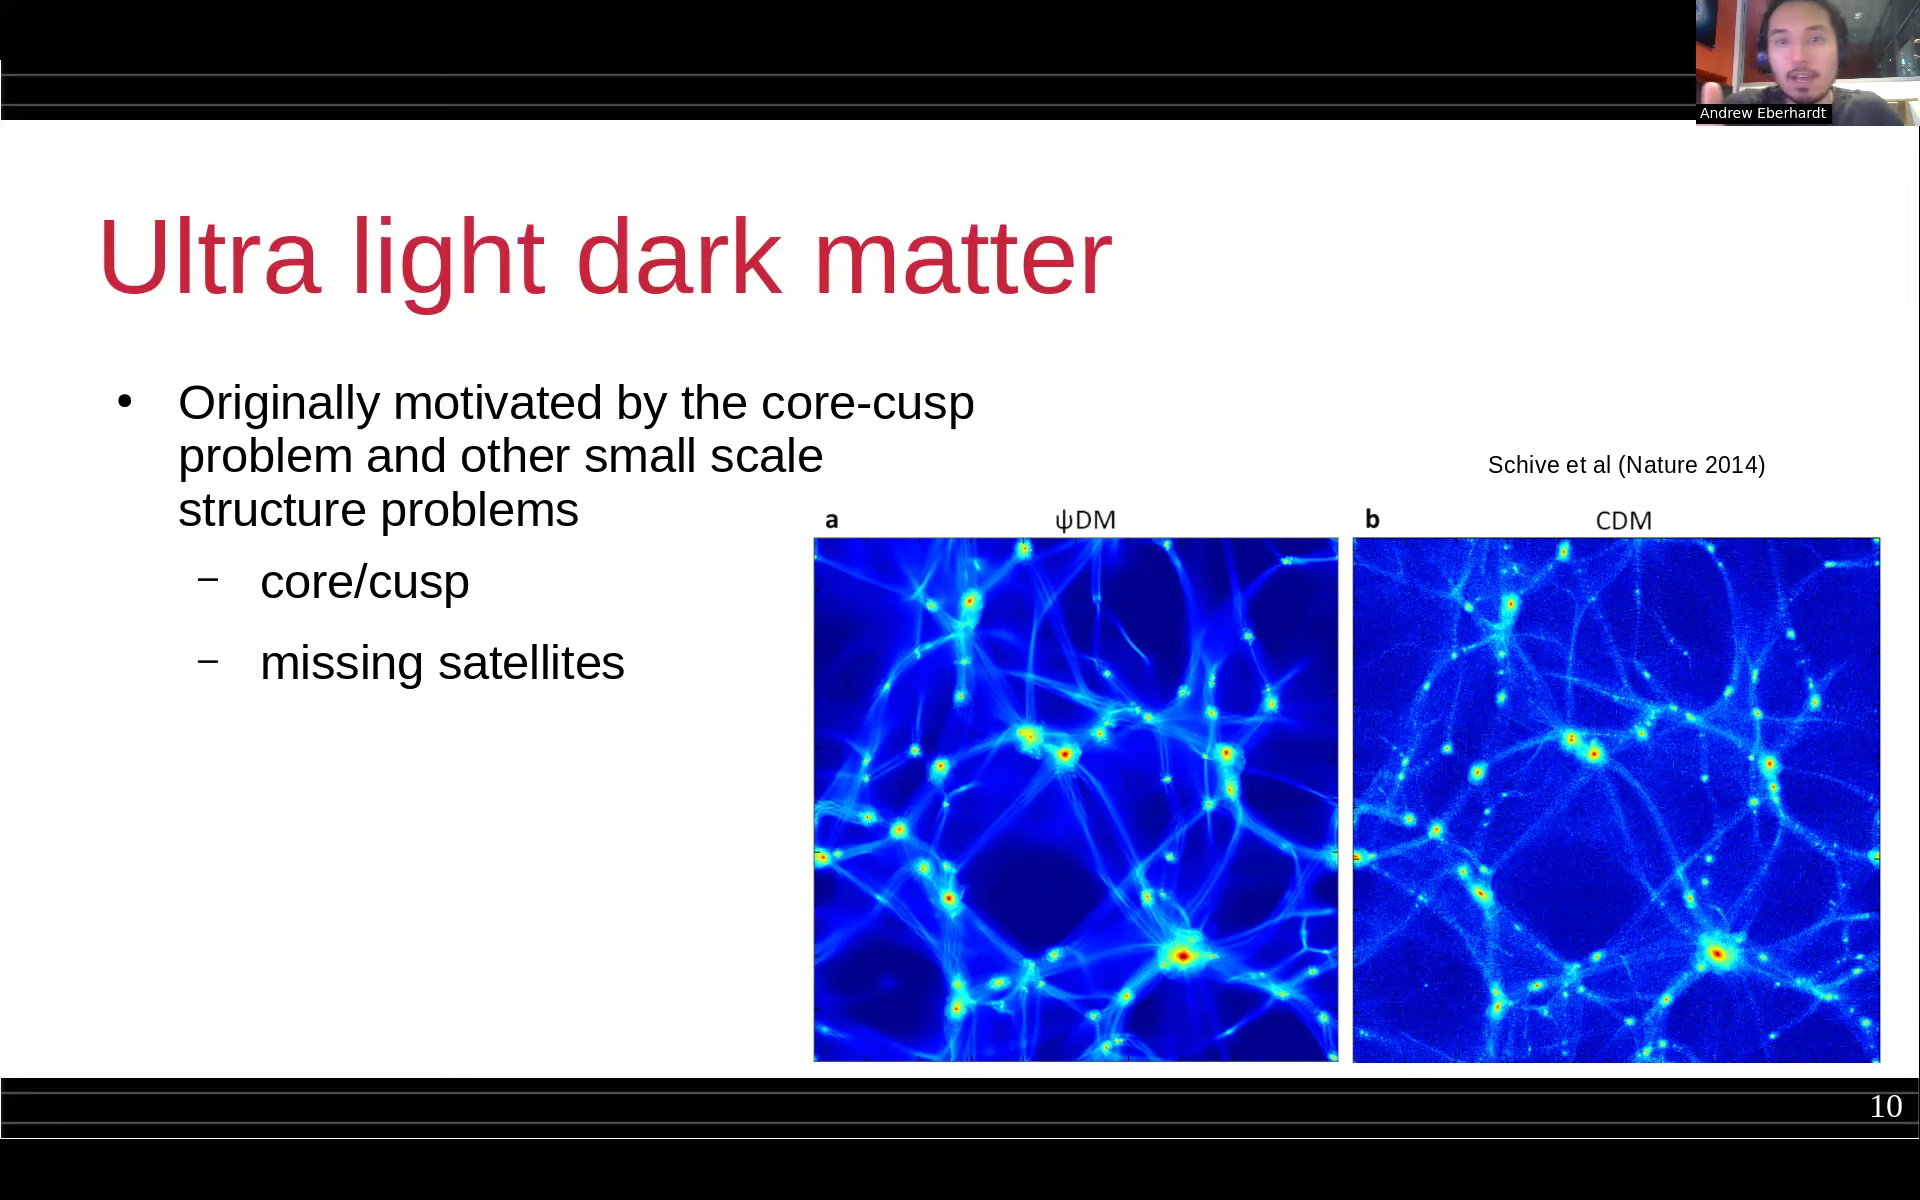 Andrew Eberhardt
Ultra light dark matter
• Originally motivated by the core-cusp
problem and other small scale
structure problems
– core/cusp
– missing satellites
Schive et al (Nature 2014)
a ψDM b CDM
10